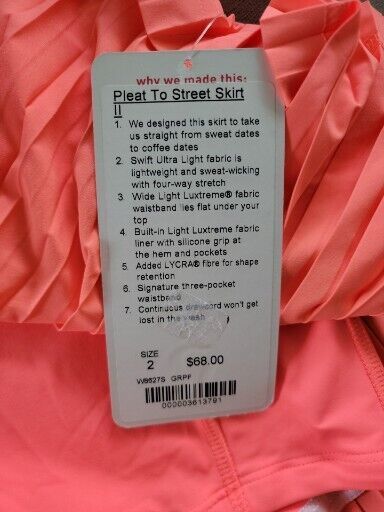 why we made this:
Pleat To Street Skirt
II
1. We designed this skirt to take
us straight from sweat dates
to coffee dates
2. Swift Ultra Light fabric is
lightweight and sweat-wicking
with four-way stretch
3. Wide Light Luxtreme® fabric
waistband lies flat under your
top
4. Built-in Light Luxtreme fabric
liner with silicone grip at
the hem and pockets
5. Added LYCRA® fibre for shape
retention
6. Signature three-pocket
waistband
7. Continuous drawcord won't get
lost in the wash
SIZE
2 $68.00
W8627S GRPF
000003613791